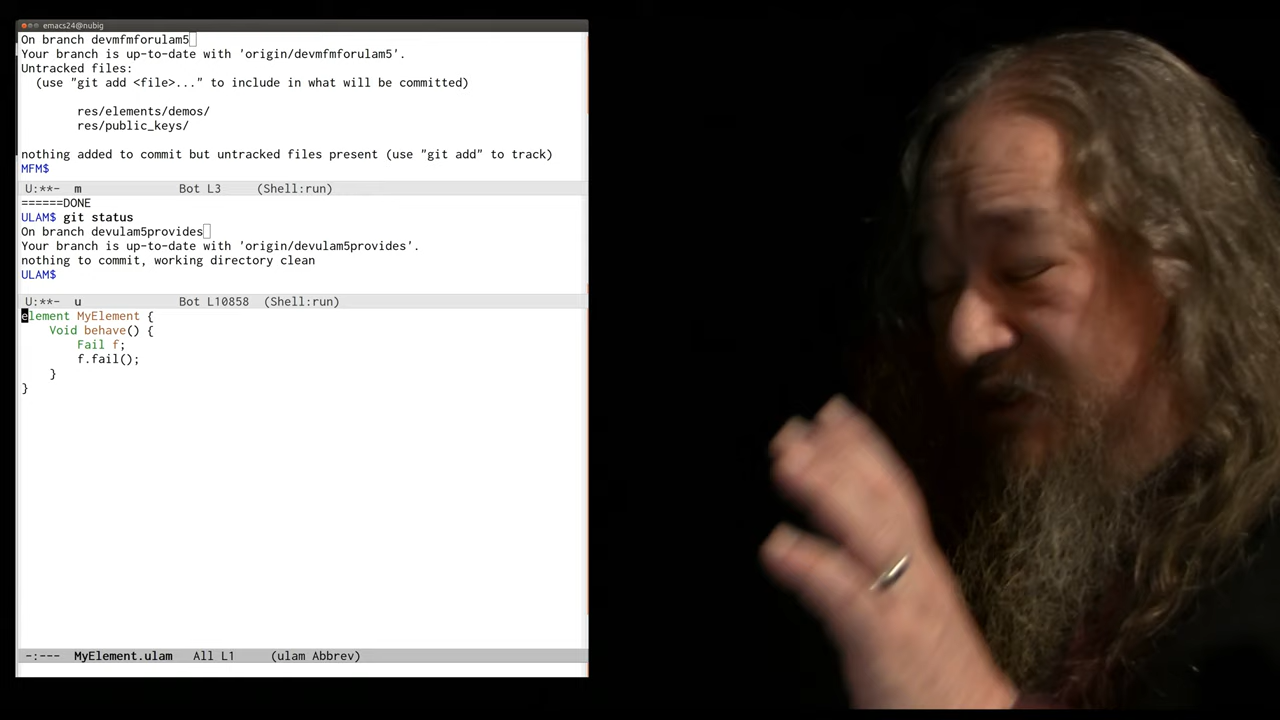 emacs24@nubig
On branch devmfmforulam5
Your branch is up-to-date with 'origin/devmfmforulam5'.
Untracked files:
(use "git add <file>..." to include in what will be committed)
res/elements/demos/
res/public_keys/
nothing added to commit but untracked files present (use "git add" to track)
MFM$
U:**- m Bot L3 (Shell:run)
======DONE
ULAM$ git status
On branch devulam5provides
Your branch is up-to-date with 'origin/devulam5provides'.
nothing to commit, working directory clean
ULAM$
U:**- u Bot L10858 (Shell:run)
element MyElement {
Void behave() {
Fail f;
f.fail();
}
}
-:--- MyElement.ulam All L1 (ulam Abbrev)